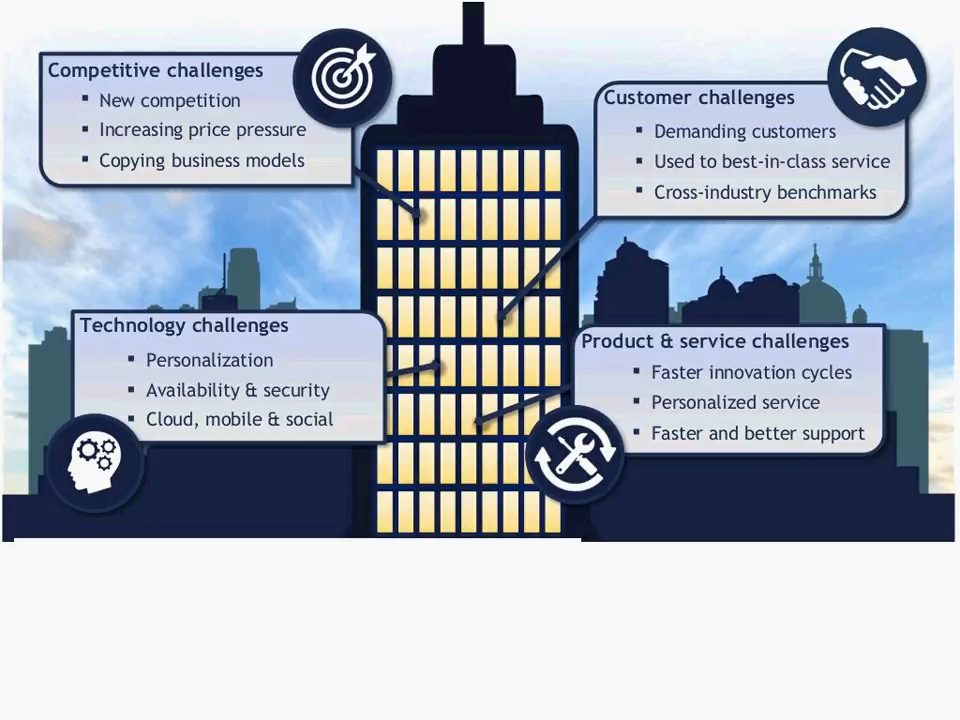 Competitive challenges
▪ New competition
▪ Increasing price pressure
▪ Copying business models
Customer challenges
▪ Demanding customers
▪ Used to best-in-class service
▪ Cross-industry benchmarks
Technology challenges
▪ Personalization
▪ Availability & security
▪ Cloud, mobile & social
Product & service challenges
▪ Faster innovation cycles
▪ Personalized service
▪ Faster and better support